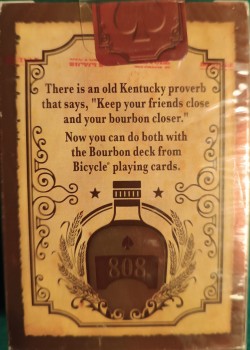 There is an old Kentucky proverb
that says, "Keep your friends close
and your bourbon closer."
Now you can do both with
the Bourbon deck from
Bicycle® playing cards.
808